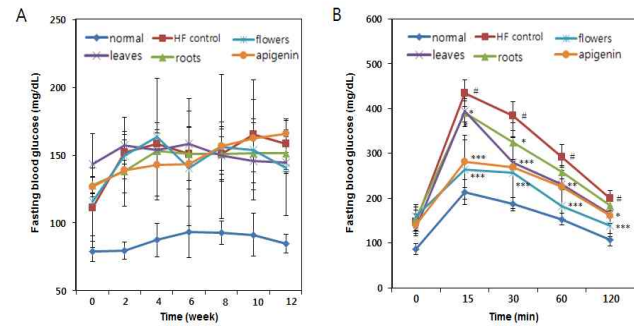 A
normal HF control flowers
leaves roots apigenin
Fasting blood glucose (mg/dL)
250
200
150
100
50
0 2 4 6 8 10 12
Time (week)
B
normal HF control flowers
leaves roots apigenin
Fasting blood glucose (mg/dL)
600
500
400
300
200
100
0
#
#
*
*
#
***
***
***
***
**
***
#
*
***
0 15 30 60 120
Time (min)